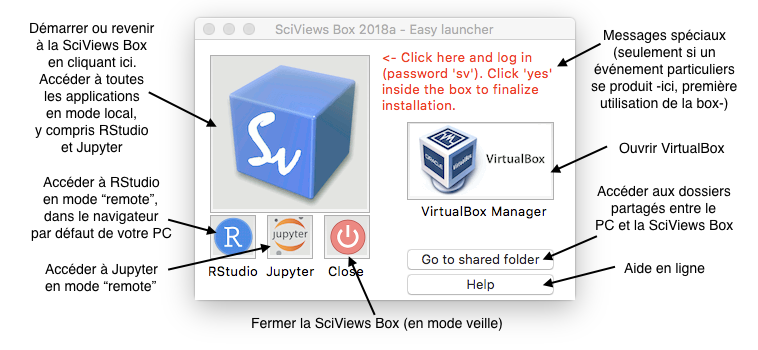 SciViews Box 2018a - Easy launcher
Démarrer ou revenir
à la SciViews Box
en cliquant ici.
Accéder à toutes
les applications
en mode local,
y compris RStudio
et Jupyter
<- Click here and log in
(password 'sv'). Click 'yes'
inside the box to finalize
installation.
Messages spéciaux
(seulement si un
événement particuliers
se produit -ici, première
utilisation de la box-)
Sv
ORACLE
VirtualBox
VirtualBox
VirtualBox Manager
Ouvrir VirtualBox
Accéder à RStudio
en mode “remote”,
dans le navigateur
par défaut de votre PC
R
jupyter
RStudio
Jupyter
Close
Accéder aux dossiers
partagés entre le
PC et la SciViews Box
Go to shared folder
Accéder à Jupyter
en mode “remote”
Help
Aide en ligne
Fermer la SciViews Box (en mode veille)